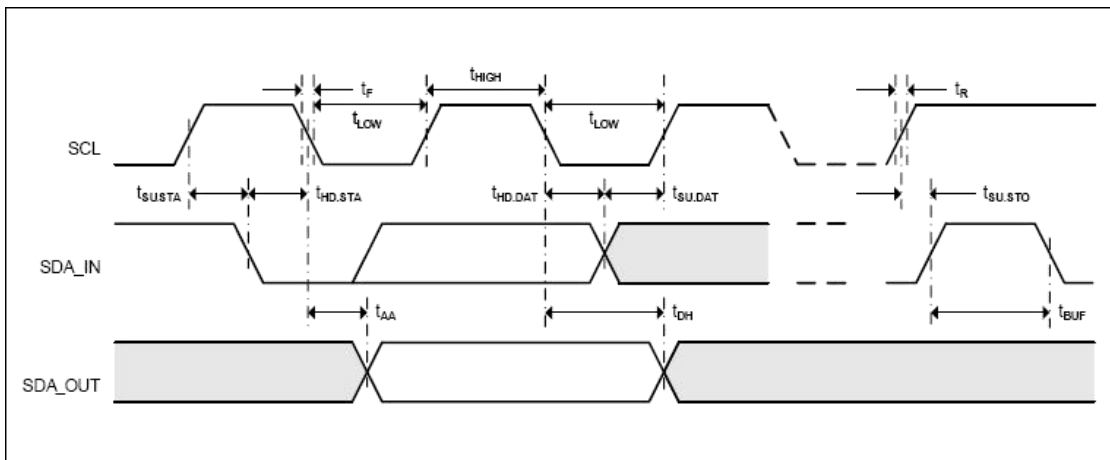 tHIGH
tF
tR
tLOW
tLOW
SCL
tSU.STA
tHD.STA
tHD.DAT
tSU.DAT
tSU.STO
SDA_IN
tAA
tDH
tBUF
SDA_OUT